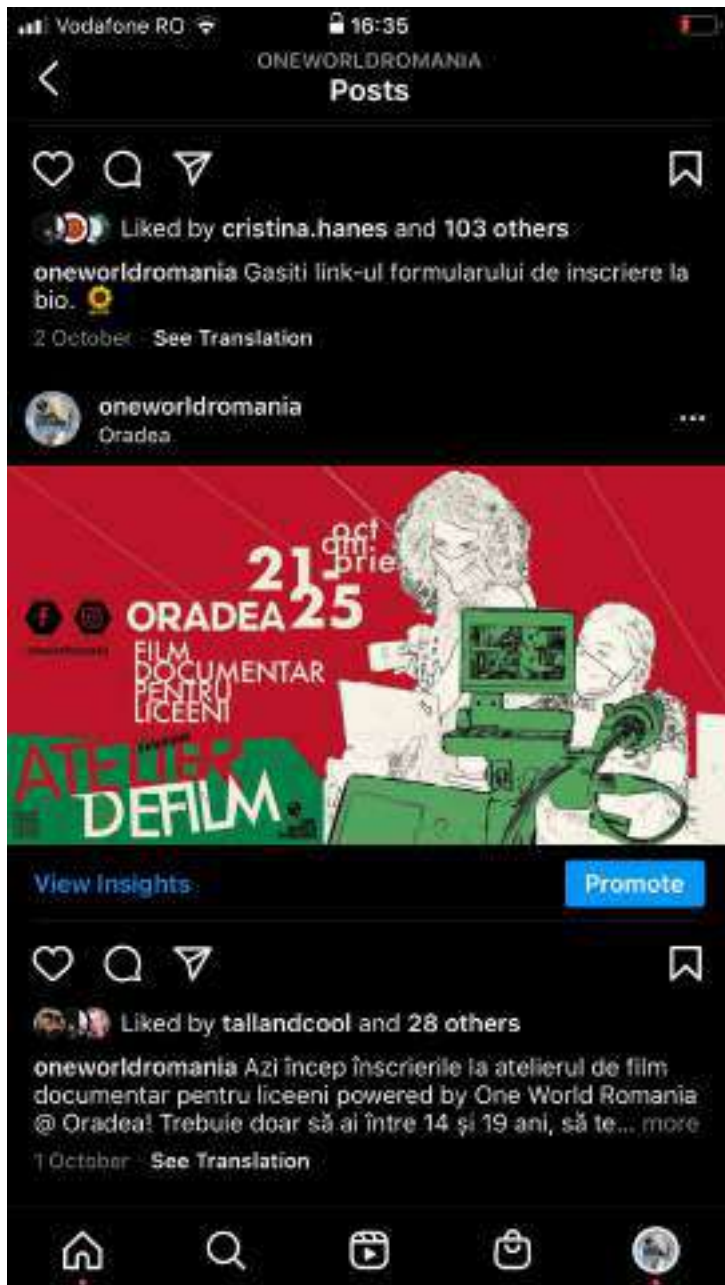 Vodafone RO
16:35
ONEWORLDROMANIA
Posts
Liked by cristina.hanes and 103 others
oneworldromania Gasiti link-ul formularului de inscriere la
bio.
2 October · See Translation
oneworldromania
Oradea
oct
om
brie
21-
25
ORADEA
FILM
DOCUMENTAR
PENTRU
LICEENI
ATELIER
DEFILM
View Insights
Promote
Liked by tallandcool and 28 others
oneworldromania Azi încep înscrierile la atelierul de film
documentar pentru liceeni powered by One World Romania
@ Oradea! Trebuie doar să ai între 14 și 19 ani, să te... more
1 October · See Translation